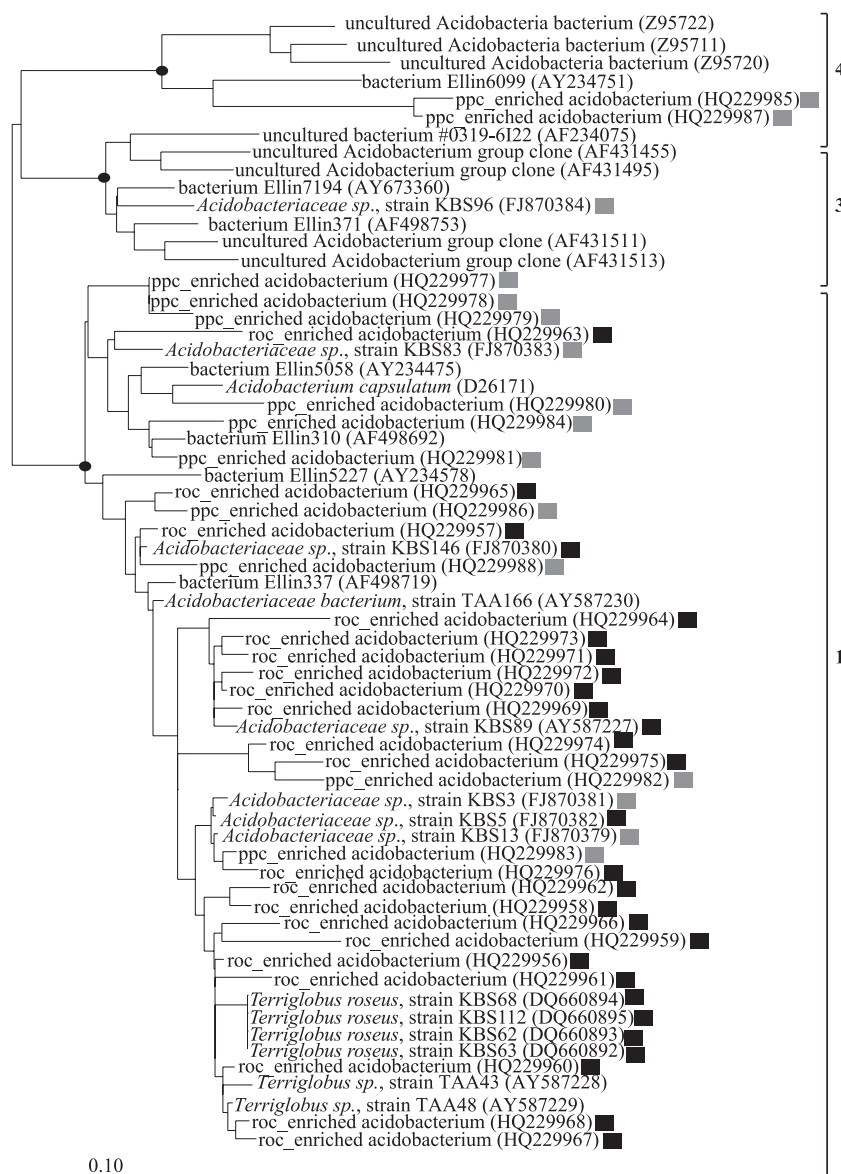 uncultured Acidobacteria bacterium (Z95722)
uncultured Acidobacteria bacterium (Z95711)
uncultured Acidobacteria bacterium (Z95720)
4
bacterium Ellin6099 (AY234751)
ppc_enriched acidobacterium (HQ229985)
ppc_enriched acidobacterium (HQ229987)
uncultured bacterium #0319-6I22 (AF234075)
uncultured Acidobacterium group clone (AF431455)
uncultured Acidobacterium group clone (AF431495)
bacterium Ellin7194 (AY673360)
Acidobacteriaceae sp., strain KBS96 (FJ870384)
3
bacterium Ellin371 (AF498753)
uncultured Acidobacterium group clone (AF431511)
uncultured Acidobacterium group clone (AF431513)
ppc_enriched acidobacterium (HQ229977)
ppc_enriched acidobacterium (HQ229978)
ppc_enriched acidobacterium (HQ229979)
roc_enriched acidobacterium (HQ229963)
Acidobacteriaceae sp., strain KBS83 (FJ870383)
bacterium Ellin5058 (AY234475)
Acidobacterium capsulatum (D26171)
ppc_enriched acidobacterium (HQ229980)
ppc_enriched acidobacterium (HQ229984)
bacterium Ellin310 (AF498692)
ppc_enriched acidobacterium (HQ229981)
bacterium Ellin5227 (AY234578)
roc_enriched acidobacterium (HQ229965)
ppc_enriched acidobacterium (HQ229986)
roc_enriched acidobacterium (HQ229957)
Acidobacteriaceae sp., strain KBS146 (FJ870380)
ppc_enriched acidobacterium (HQ229988)
bacterium Ellin337 (AF498719)
Acidobacteriaceae bacterium, strain TAA166 (AY587230)
roc_enriched acidobacterium (HQ229964)
roc_enriched acidobacterium (HQ229973)
roc_enriched acidobacterium (HQ229971)
1
roc_enriched acidobacterium (HQ229972)
roc_enriched acidobacterium (HQ229970)
roc_enriched acidobacterium (HQ229969)
Acidobacteriaceae sp., strain KBS89 (AY587227)
roc_enriched acidobacterium (HQ229974)
roc_enriched acidobacterium (HQ229975)
ppc_enriched acidobacterium (HQ229982)
Acidobacteriaceae sp., strain KBS3 (FJ870381)
Acidobacteriaceae sp., strain KBS5 (FJ870382)
Acidobacteriaceae sp., strain KBS13 (FJ870379)
ppc_enriched acidobacterium (HQ229983)
roc_enriched acidobacterium (HQ229976)
roc_enriched acidobacterium (HQ229962)
roc_enriched acidobacterium (HQ229958)
roc_enriched acidobacterium (HQ229966)
roc_enriched acidobacterium (HQ229959)
roc_enriched acidobacterium (HQ229956)
roc_enriched acidobacterium (HQ229961)
Terriglobus roseus, strain KBS68 (DQ660894)
Terriglobus roseus, strain KBS112 (DQ660895)
Terriglobus roseus, strain KBS62 (DQ660893)
Terriglobus roseus, strain KBS63 (DQ660892)
roc_enriched acidobacterium (HQ229960)
Terriglobus sp., strain TAA43 (AY587228)
Terriglobus sp., strain TAA48 (AY587229)
roc_enriched acidobacterium (HQ229968)
roc_enriched acidobacterium (HQ229967)
0.10